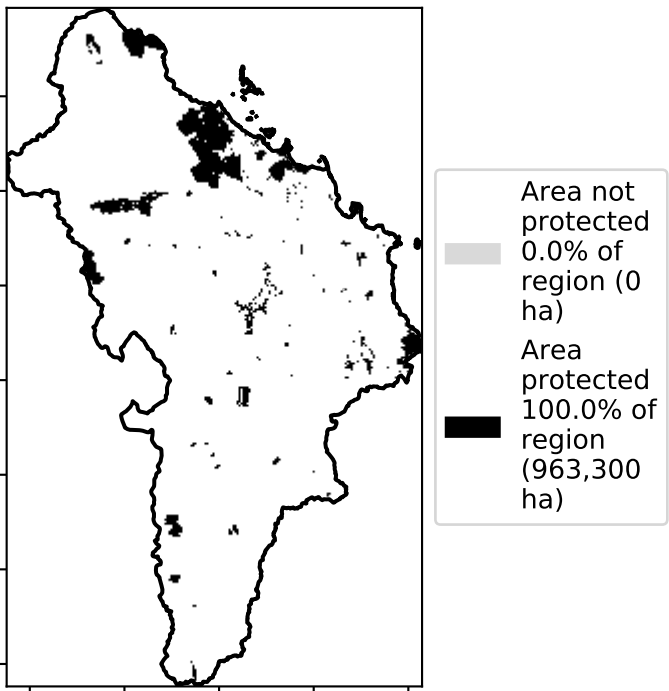 Area not
protected
0.0% of
region (0
ha)
Area
protected
100.0% of
region
(963,300
ha)